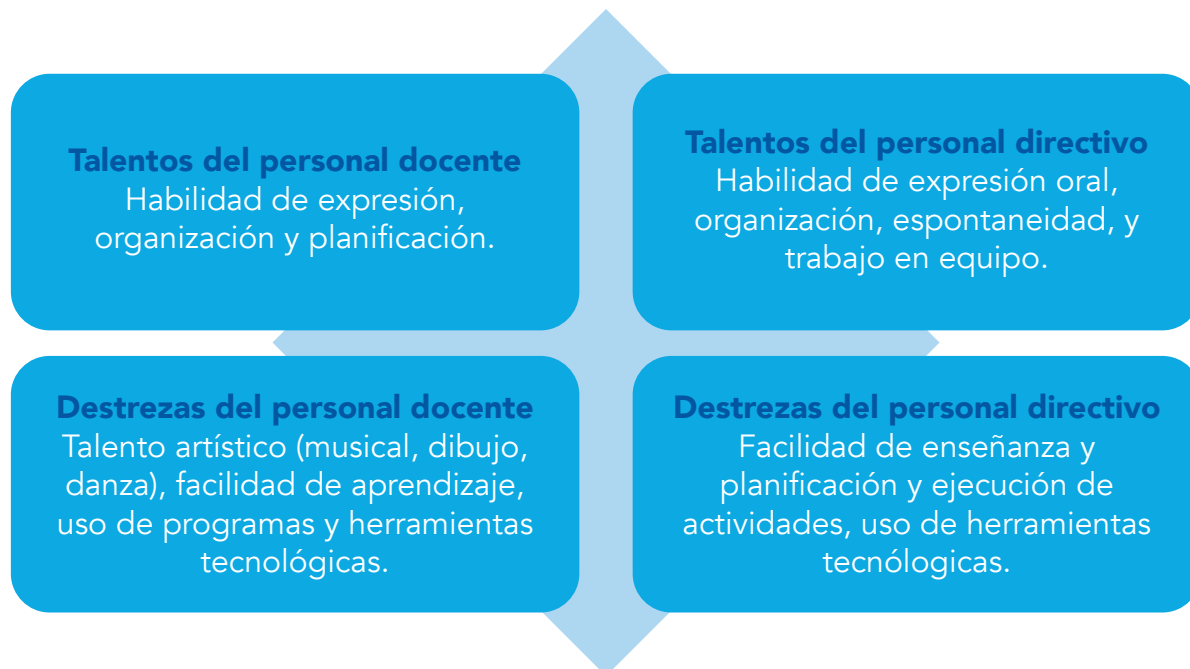 Talentos del personal docente
Habilidad de expresión,
organización y planificación.
Talentos del personal directivo
Habilidad de expresión oral,
organización, espontaneidad, y
trabajo en equipo.
Destrezas del personal docente
Talento artístico (musical, dibujo,
danza), facilidad de aprendizaje,
uso de programas y herramientas
tecnológicas.
Destrezas del personal directivo
Facilidad de enseñanza y
planificación y ejecución de
actividades, uso de herramientas
tecnólogicas.